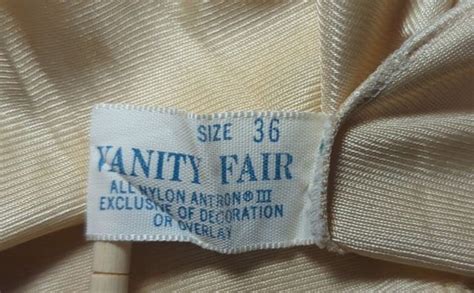 SIZE 36
VANITY FAIR
ALL NYLON ANTRON® III
EXCLUSIVE OF DECORATION
OR OVERLAY